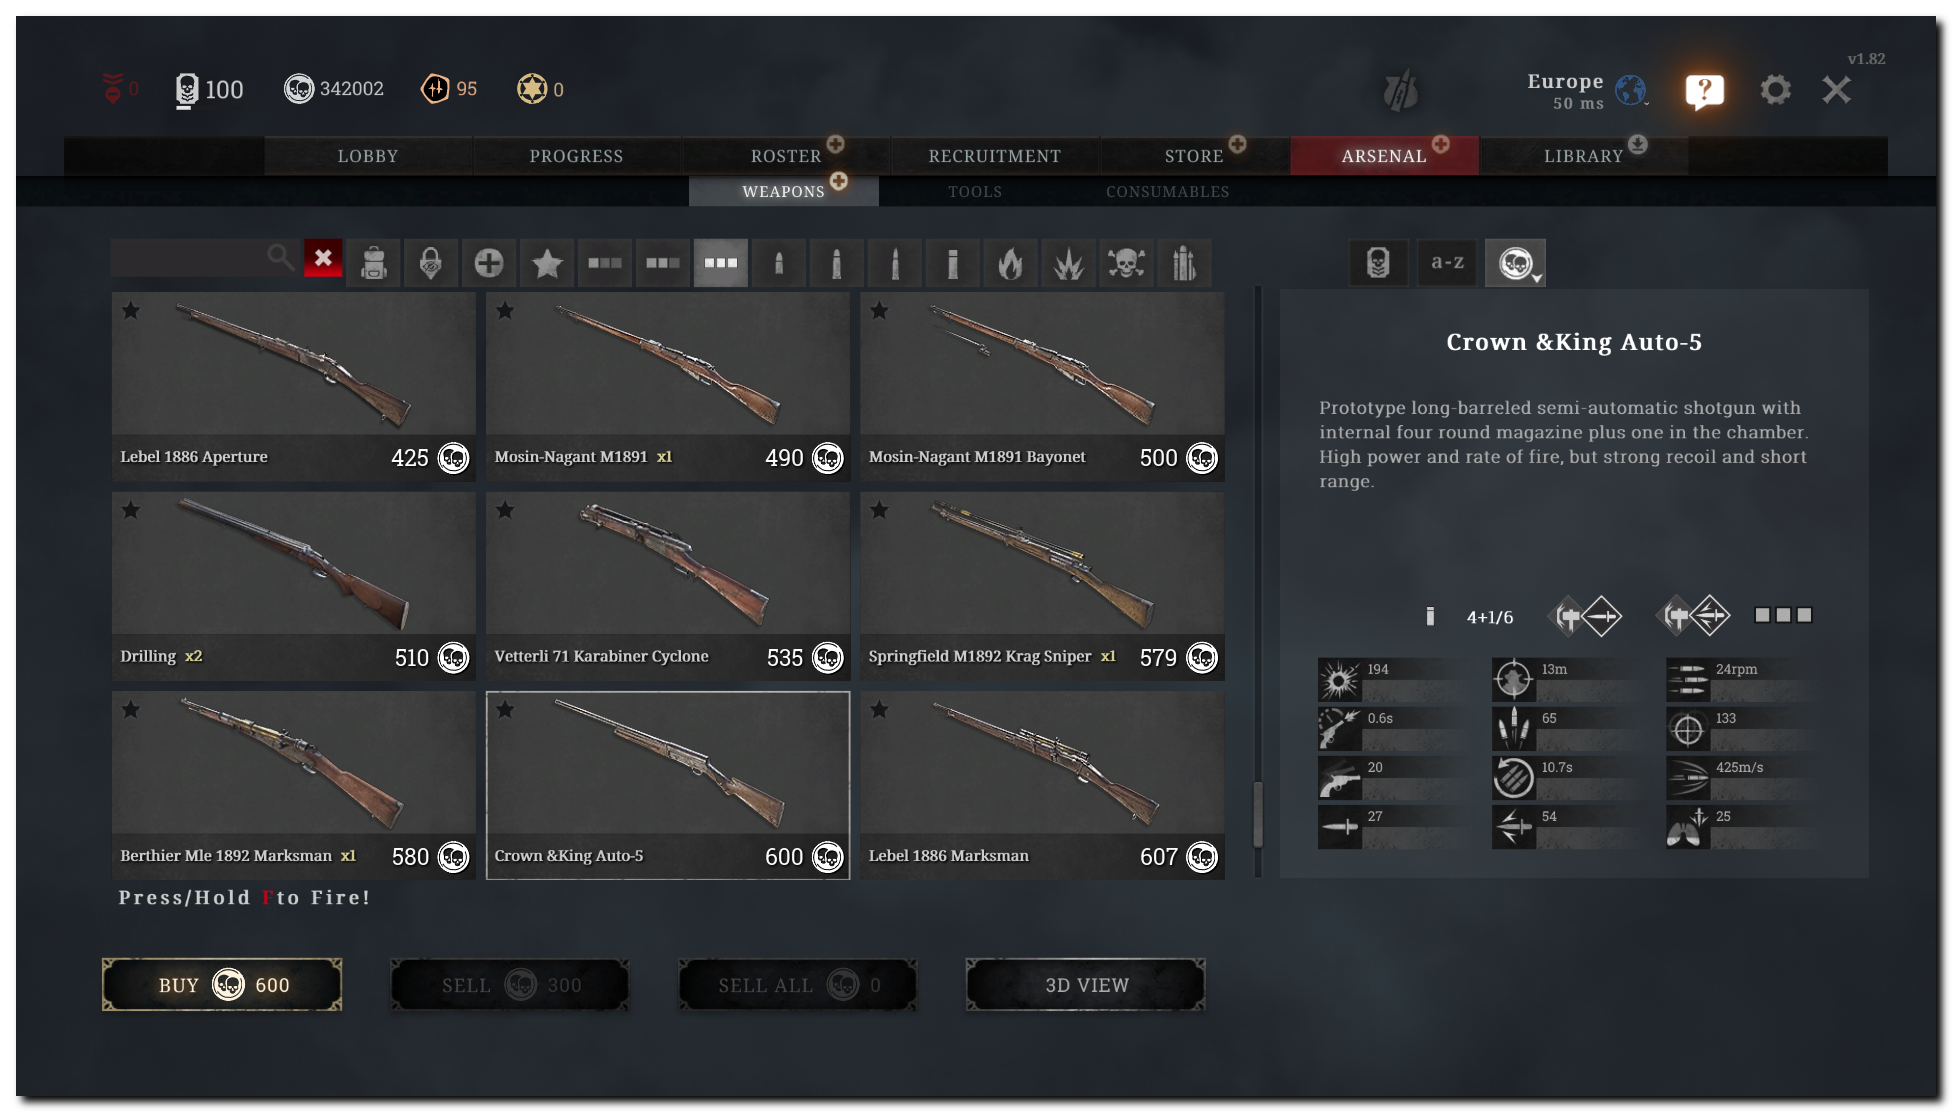 v1.82
0
100
342002
95
0
Europe
50 ms
?
LOBBY
PROGRESS
ROSTER
RECRUITMENT
STORE
ARSENAL
LIBRARY
WEAPONS
TOOLS
CONSUMABLES
a-z
Lebel 1886 Aperture
425
Mosin-Nagant M1891 x1
490
Mosin-Nagant M1891 Bayonet
500
Drilling x2
510
Vetterli 71 Karabiner Cyclone
535
Springfield M1892 Krag Sniper x1
579
Berthier Mle 1892 Marksman x1
580
Crown &King Auto-5
600
Lebel 1886 Marksman
607
Press/Hold F to Fire!
BUY 600
SELL 300
SELL ALL 0
3D VIEW
Crown &King Auto-5
Prototype long-barreled semi-automatic shotgun with
internal four round magazine plus one in the chamber.
High power and rate of fire, but strong recoil and short
range.
4+1/6
194
13m
24rpm
0.6s
65
133
20
10.7s
425m/s
27
54
25